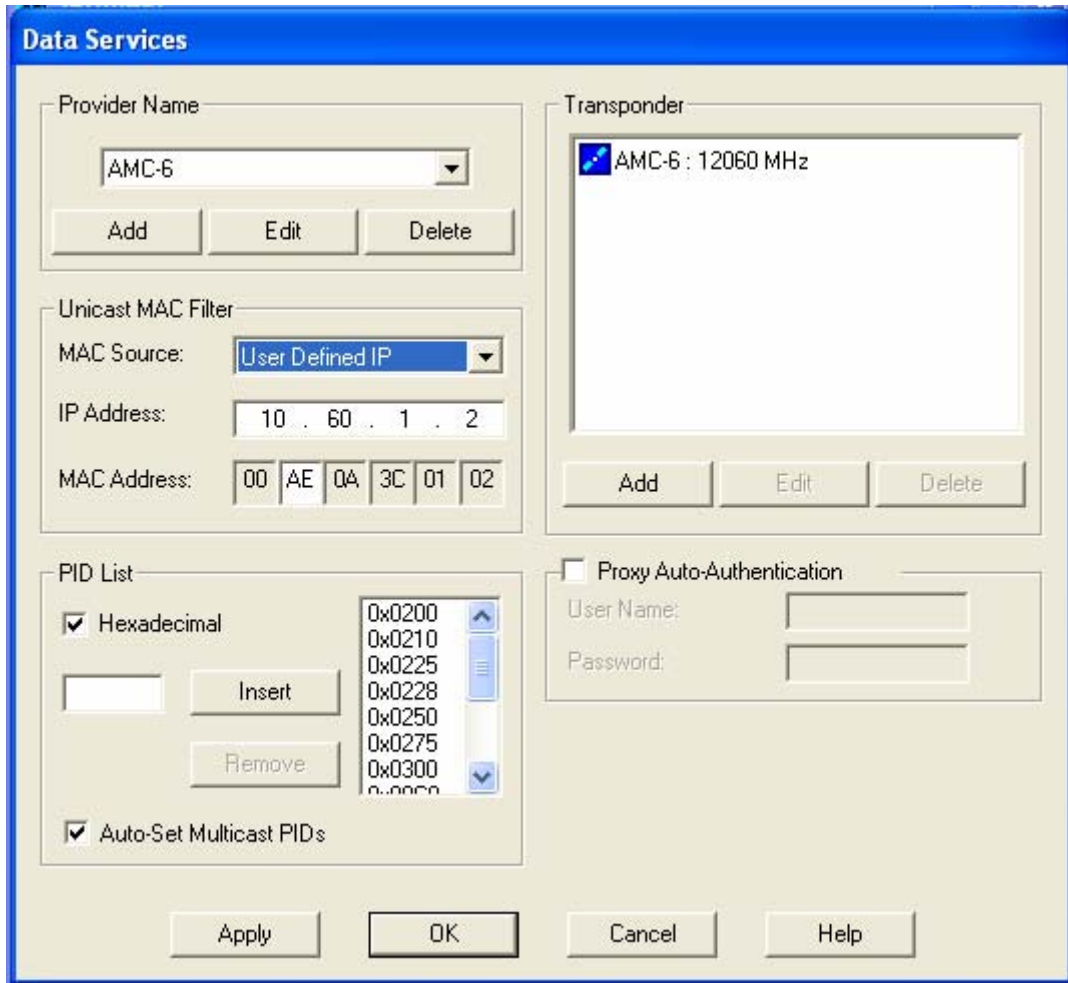 Data Services
Provider Name
AMC-6
Add Edit Delete
Unicast MAC Filter
MAC Source: User Defined IP
IP Address: 10 . 60 . 1 . 2
MAC Address: 00 AE 0A 3C 01 02
PID List
Hexadecimal
Insert
Remove
0x0200
0x0210
0x0225
0x0228
0x0250
0x0275
0x0300
Auto-Set Multicast PIDs
Transponder
AMC-6 : 12060 MHz
Add Edit Delete
Proxy Auto-Authentication
User Name:
Password:
Apply OK Cancel Help